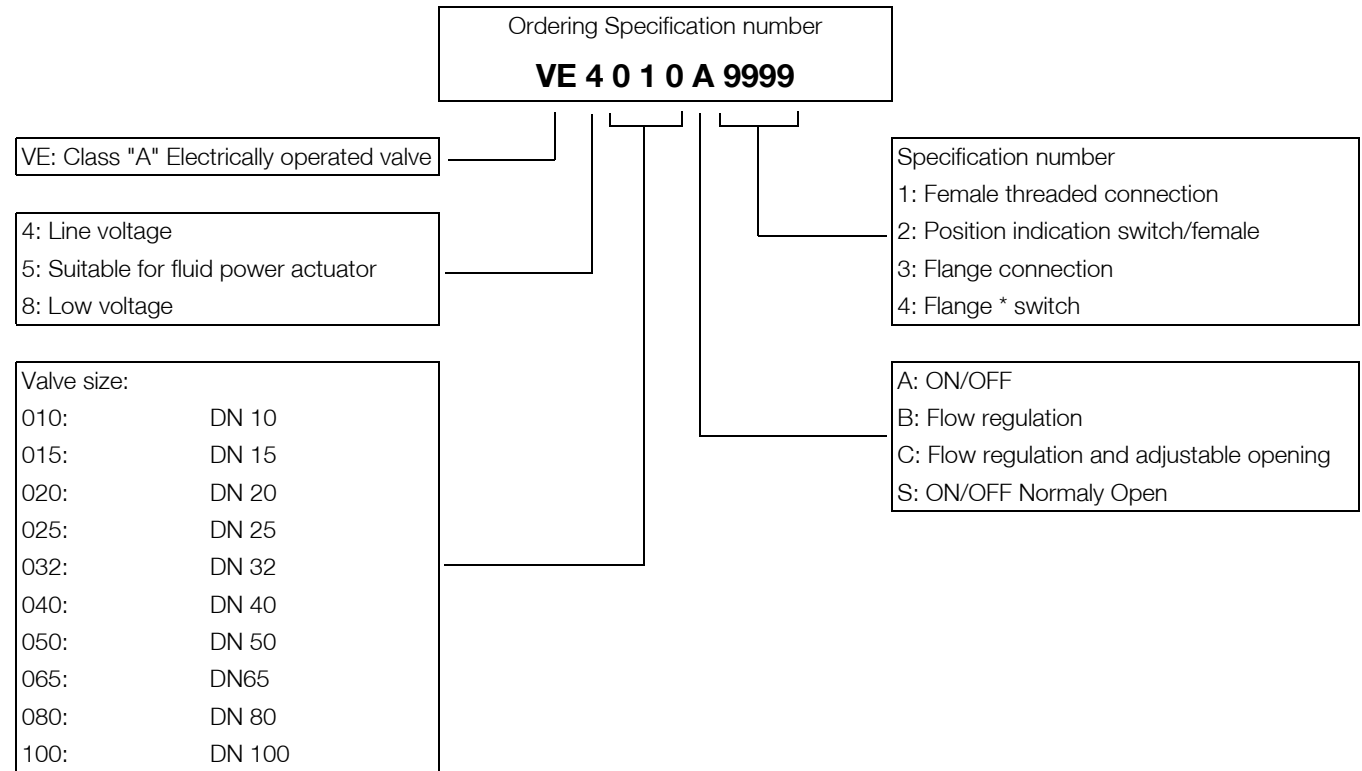 Ordering Specification number
VE 4 0 1 0 A 9999
VE: Class "A" Electrically operated valve
4: Line voltage
5: Suitable for fluid power actuator
8: Low voltage
Valve size:
010: DN 10
015: DN 15
020: DN 20
025: DN 25
032: DN 32
040: DN 40
050: DN 50
065: DN65
080: DN 80
100: DN 100
Specification number
1: Female threaded connection
2: Position indication switch/female
3: Flange connection
4: Flange * switch
A: ON/OFF
B: Flow regulation
C: Flow regulation and adjustable opening
S: ON/OFF Normaly Open